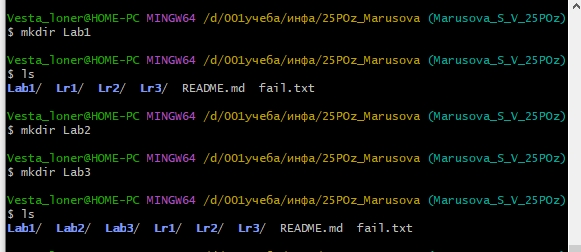 Vesta_loner@HOME-PC MINGW64 /d/001учеба/инфа/25POz_Marusova (Marusova_S_V_25POz)
$ mkdir Lab1
Vesta_loner@HOME-PC MINGW64 /d/001учеба/инфа/25POz_Marusova (Marusova_S_V_25POz)
$ ls
Lab1/  Lr1/  Lr2/  Lr3/  README.md  fail.txt
Vesta_loner@HOME-PC MINGW64 /d/001учеба/инфа/25POz_Marusova (Marusova_S_V_25POz)
$ mkdir Lab2
Vesta_loner@HOME-PC MINGW64 /d/001учеба/инфа/25POz_Marusova (Marusova_S_V_25POz)
$ mkdir Lab3
Vesta_loner@HOME-PC MINGW64 /d/001учеба/инфа/25POz_Marusova (Marusova_S_V_25POz)
$ ls
Lab1/  Lab2/  Lab3/  Lr1/  Lr2/  Lr3/  README.md  fail.txt